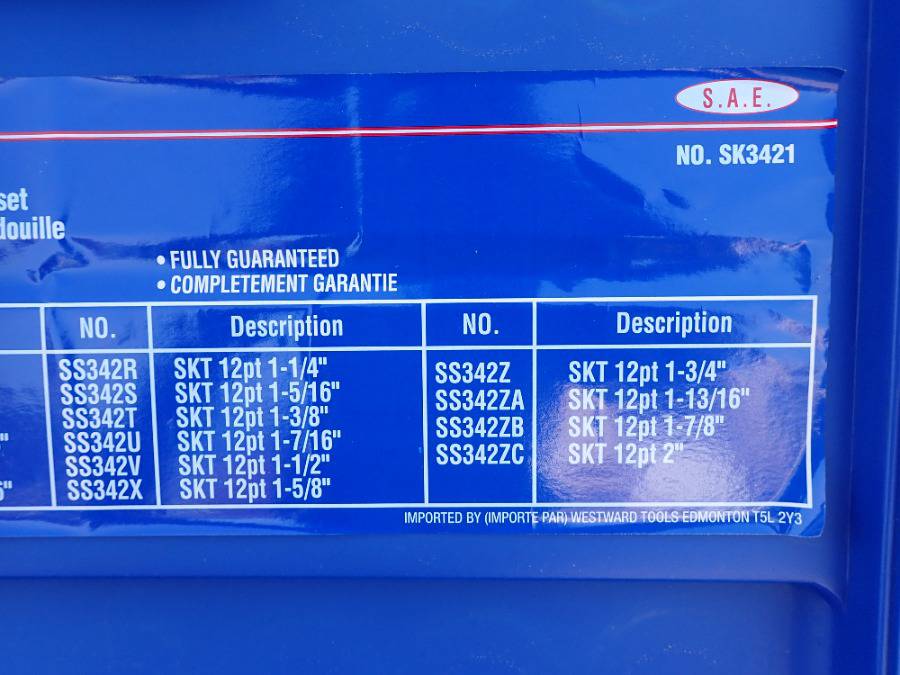 S.A.E.
NO. SK3421
set
douille
• FULLY GUARANTEED
• COMPLETEMENT GARANTIE
NO. Description NO. Description
SS342R SKT 12pt 1-1/4" SS342Z SKT 12pt 1-3/4"
SS342S SKT 12pt 1-5/16" SS342ZA SKT 12pt 1-13/16"
SS342T SKT 12pt 1-3/8" SS342ZB SKT 12pt 1-7/8"
SS342U SKT 12pt 1-7/16" SS342ZC SKT 12pt 2"
SS342V SKT 12pt 1-1/2"
SS342X SKT 12pt 1-5/8"
IMPORTED BY (IMPORTE PAR) WESTWARD TOOLS EDMONTON T5L 2Y3